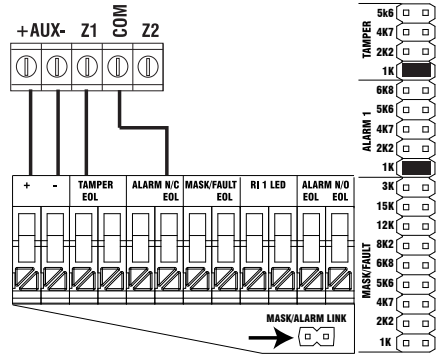 +AUX- Z1 COM Z2
+ - TAMPER ALARM N/C MASK/FAULT RI 1 LED ALARM N/O
EOL EOL EOL EOL EOL
MASK/ALARM LINK
TAMPER
5k6
4K7
2K2
1K
ALARM 1
6K8
5K6
4K7
2K2
1K
MASK/FAULT
3K
15K
12K
8K2
6K8
5K6
4K7
2K2
1K